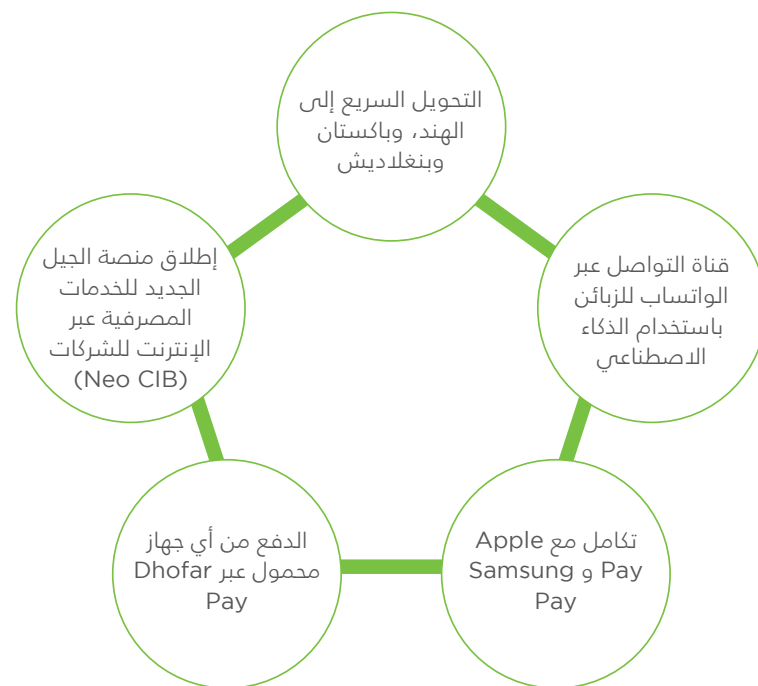 التحويل السريع إلى
الهند، وباكستان
وبنغلاديش
قناة التواصل عبر
الواتساب للزبائن
باستخدام الذكاء
الاصطناعي
تكامل مع Apple
Pay و Samsung
Pay
الدفع من أي جهاز
محمول عبر Dhofar
Pay
إطلاق منصة الجيل
الجديد للخدمات
المصرفية عبر
الإنترنت للشركات
(Neo CIB)